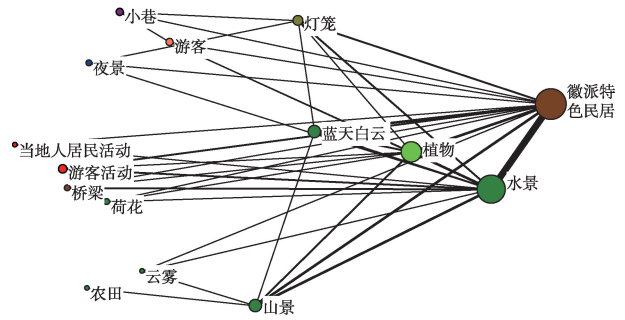 小巷
灯笼
游客
夜景
徽派特
色民居
蓝天白云
植物
当地人居民活动
游客活动
水景
桥梁
荷花
云雾
农田
山景